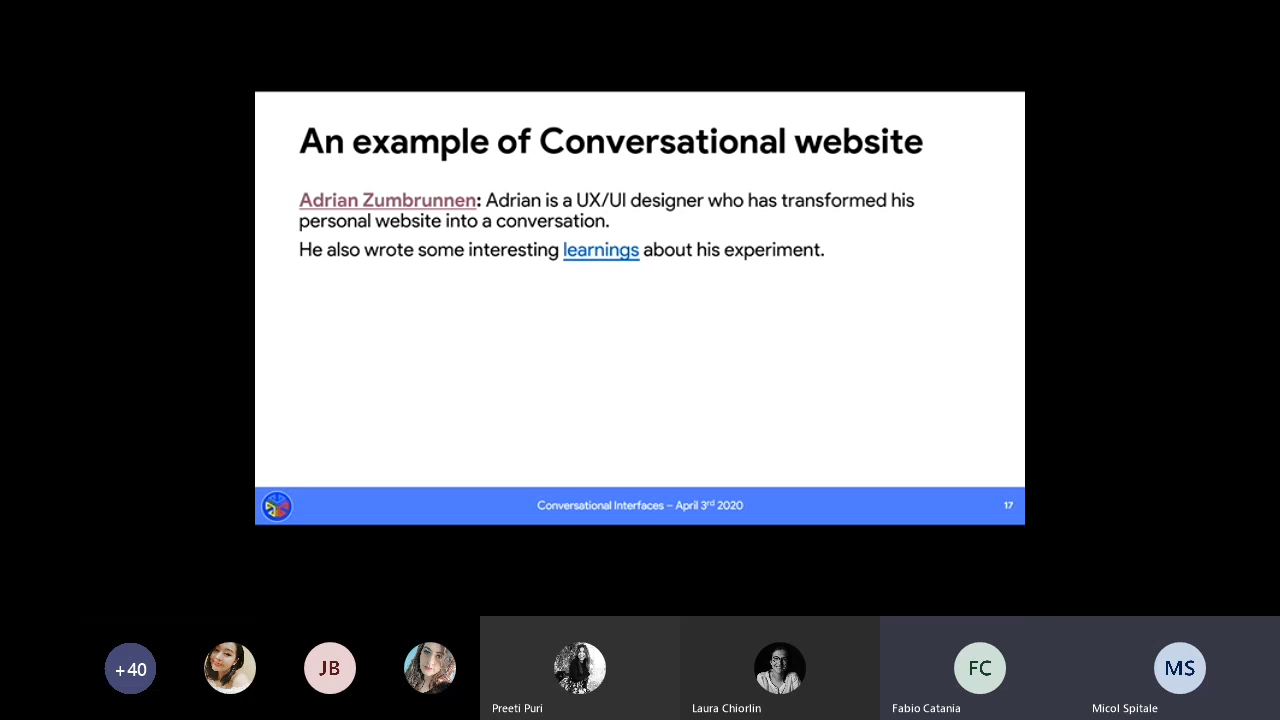 An example of Conversational website
Adrian Zumbrunnen: Adrian is a UX/UI designer who has transformed his
personal website into a conversation.
He also wrote some interesting learnings about his experiment.
Conversational Interfaces – April 3rd 2020
17
+40
JB
FC
MS
Preeti Puri
Laura Chiorlin
Fabio Catania
Micol Spitale